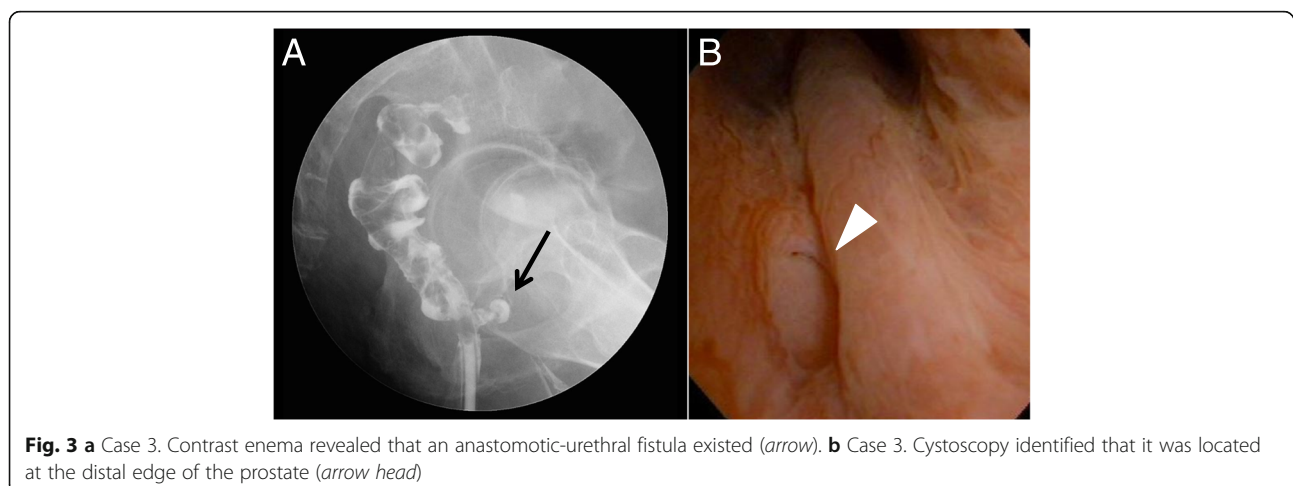 A
B
Fig. 3 a Case 3. Contrast enema revealed that an anastomotic-urethral fistula existed (arrow). b Case 3. Cystoscopy identified that it was located
at the distal edge of the prostate (arrow head)